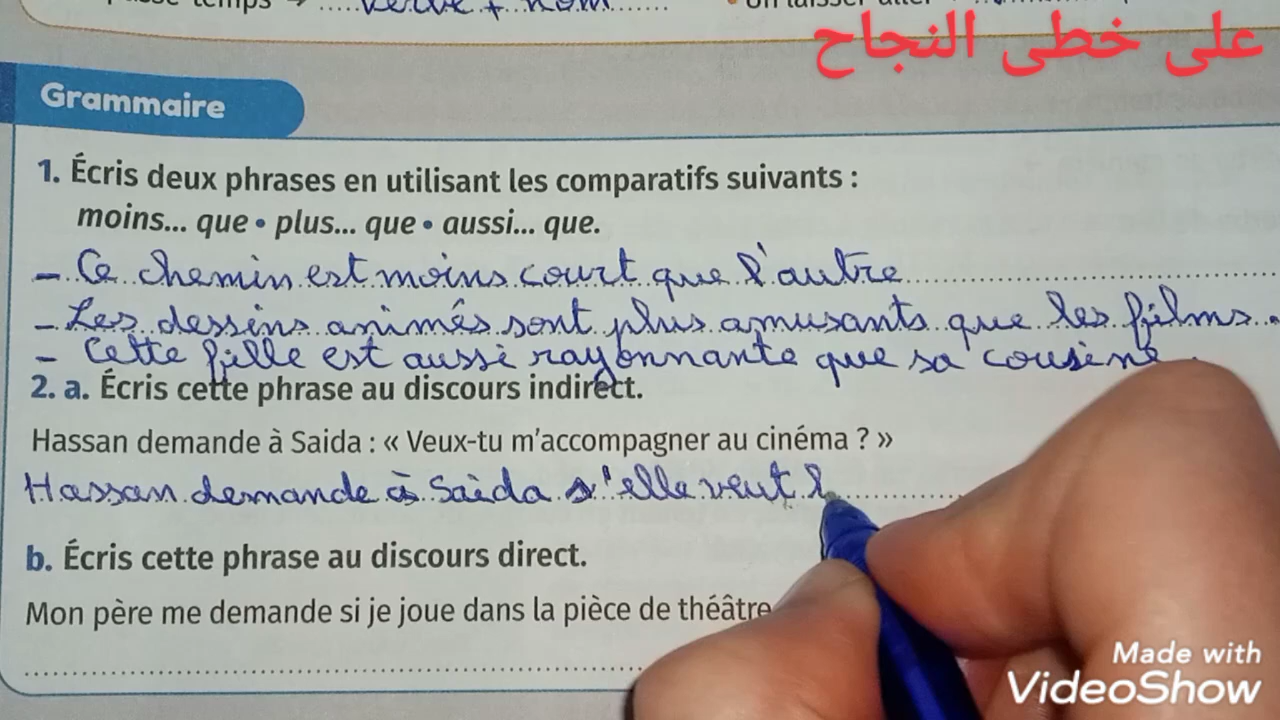 verbe + nom
على خطى النجاح
Grammaire
1. Écris deux phrases en utilisant les comparatifs suivants :
moins... que • plus... que • aussi... que.
– Ce chemin est moins court que l'autre
– Les dessins animés sont plus amusants que les films.
– Cette fille est aussi rayonnante que sa cousine.
2. a. Écris cette phrase au discours indirect.
Hassan demande à Saida : « Veux-tu m'accompagner au cinéma ? »
Hassan demande à Saida s'elle veut l
b. Écris cette phrase au discours direct.
Mon père me demande si je joue dans la pièce de théâtre
Made with
VideoShow